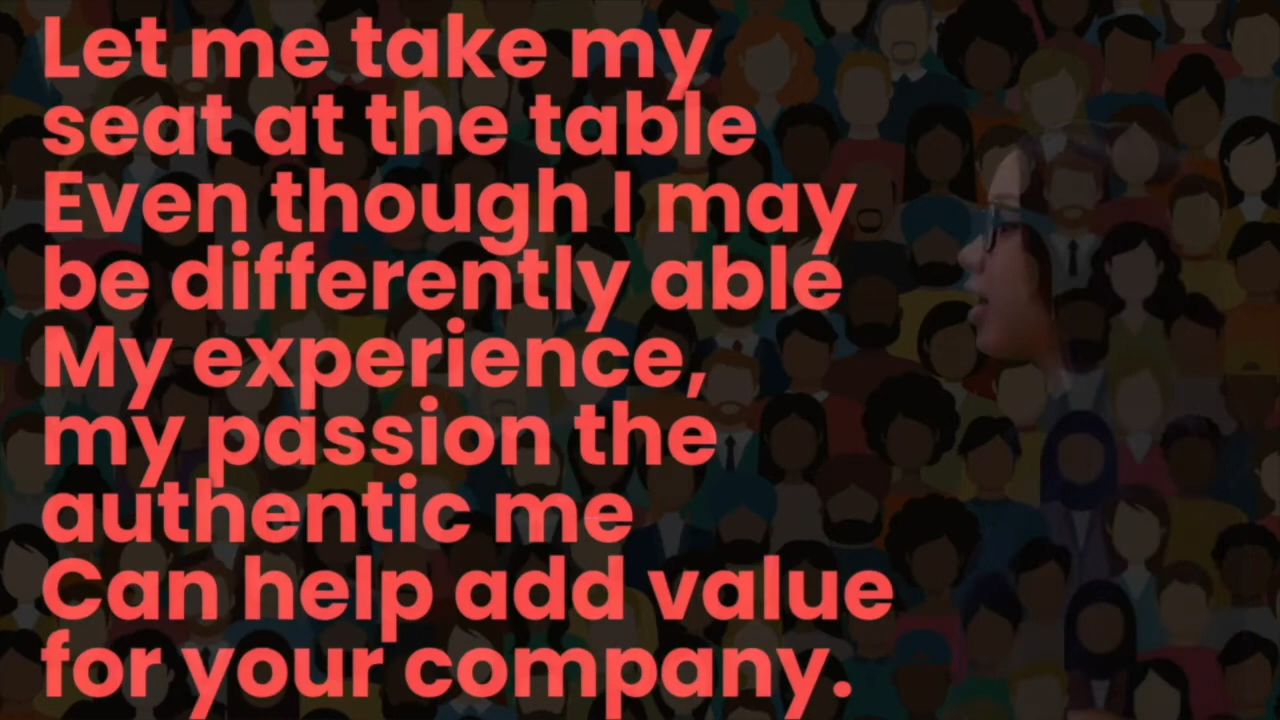 Let me take my
seat at the table
Even though I may
be differently able
My experience,
my passion the
authentic me
Can help add value
for your company.